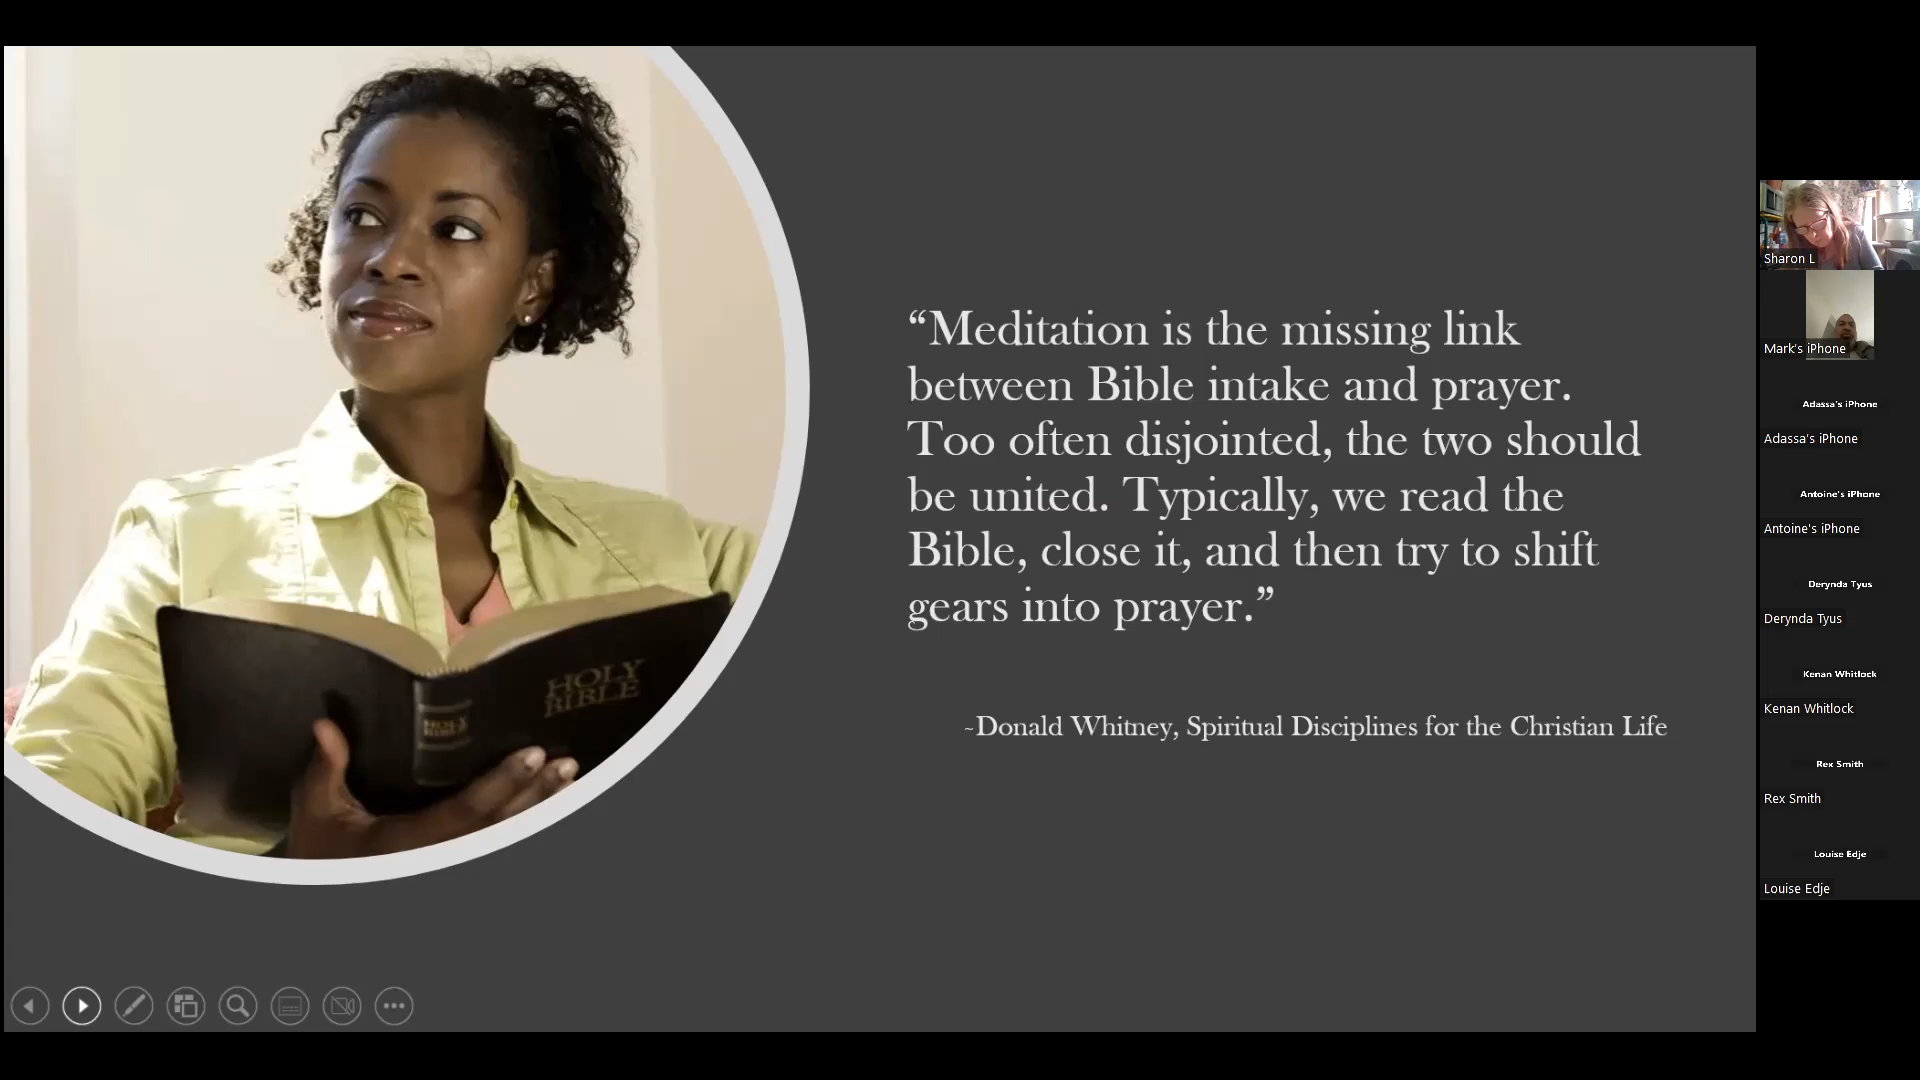 “Meditation is the missing link
between Bible intake and prayer.
Too often disjointed, the two should
be united. Typically, we read the
Bible, close it, and then try to shift
gears into prayer.”
~Donald Whitney, Spiritual Disciplines for the Christian Life
HOLY
BIBLE
HOLY
BIBLE
Sharon L
Mark's iPhone
Adassa's iPhone
Adassa's iPhone
Antoine's iPhone
Antoine's iPhone
Derynda Tyus
Derynda Tyus
Kenan Whitlock
Kenan Whitlock
Rex Smith
Rex Smith
Louise Edje
Louise Edje